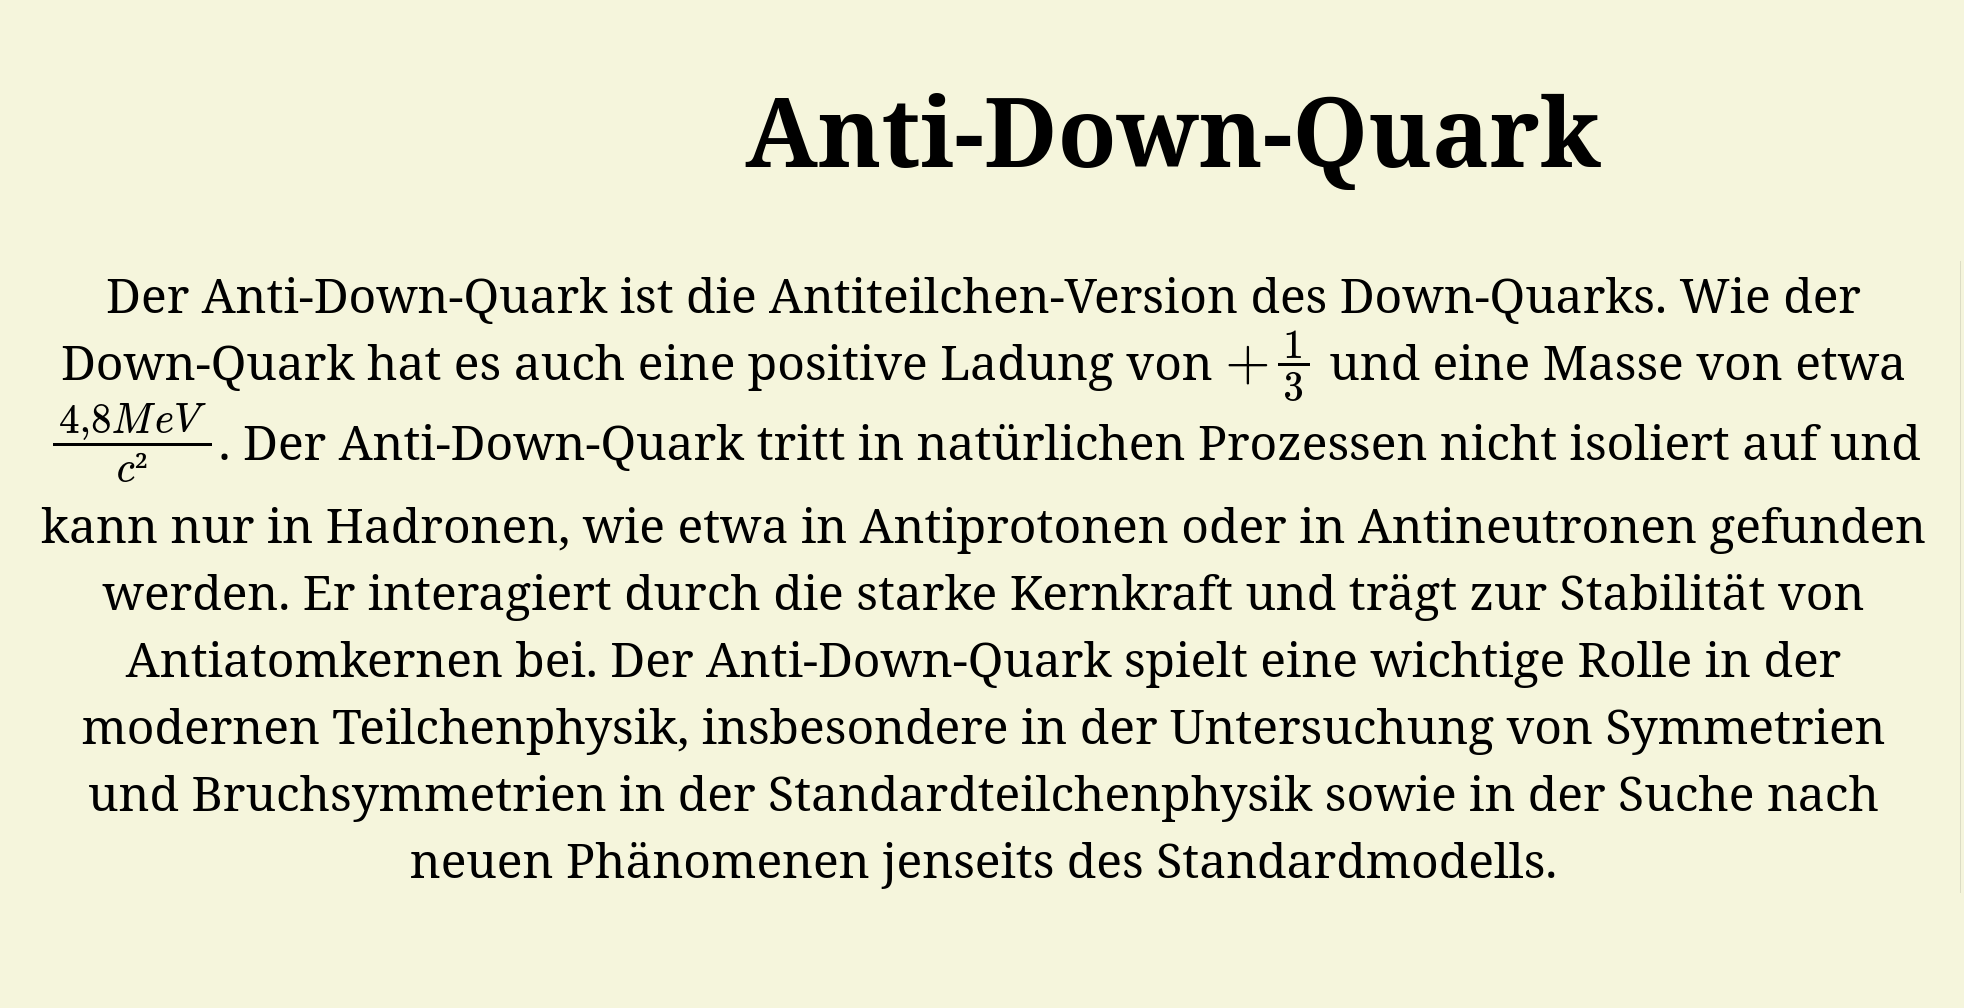 Anti-Down-Quark
Der Anti-Down-Quark ist die Antiteilchen-Version des Down-Quarks. Wie der
Down-Quark hat es auch eine positive Ladung von +1/3 und eine Masse von etwa
4,8MeV/c². Der Anti-Down-Quark tritt in natürlichen Prozessen nicht isoliert auf und
kann nur in Hadronen, wie etwa in Antiprotonen oder in Antineutronen gefunden
werden. Er interagiert durch die starke Kernkraft und trägt zur Stabilität von
Antiatomkernen bei. Der Anti-Down-Quark spielt eine wichtige Rolle in der
modernen Teilchenphysik, insbesondere in der Untersuchung von Symmetrien
und Bruchsymmetrien in der Standardteilchenphysik sowie in der Suche nach
neuen Phänomenen jenseits des Standardmodells.